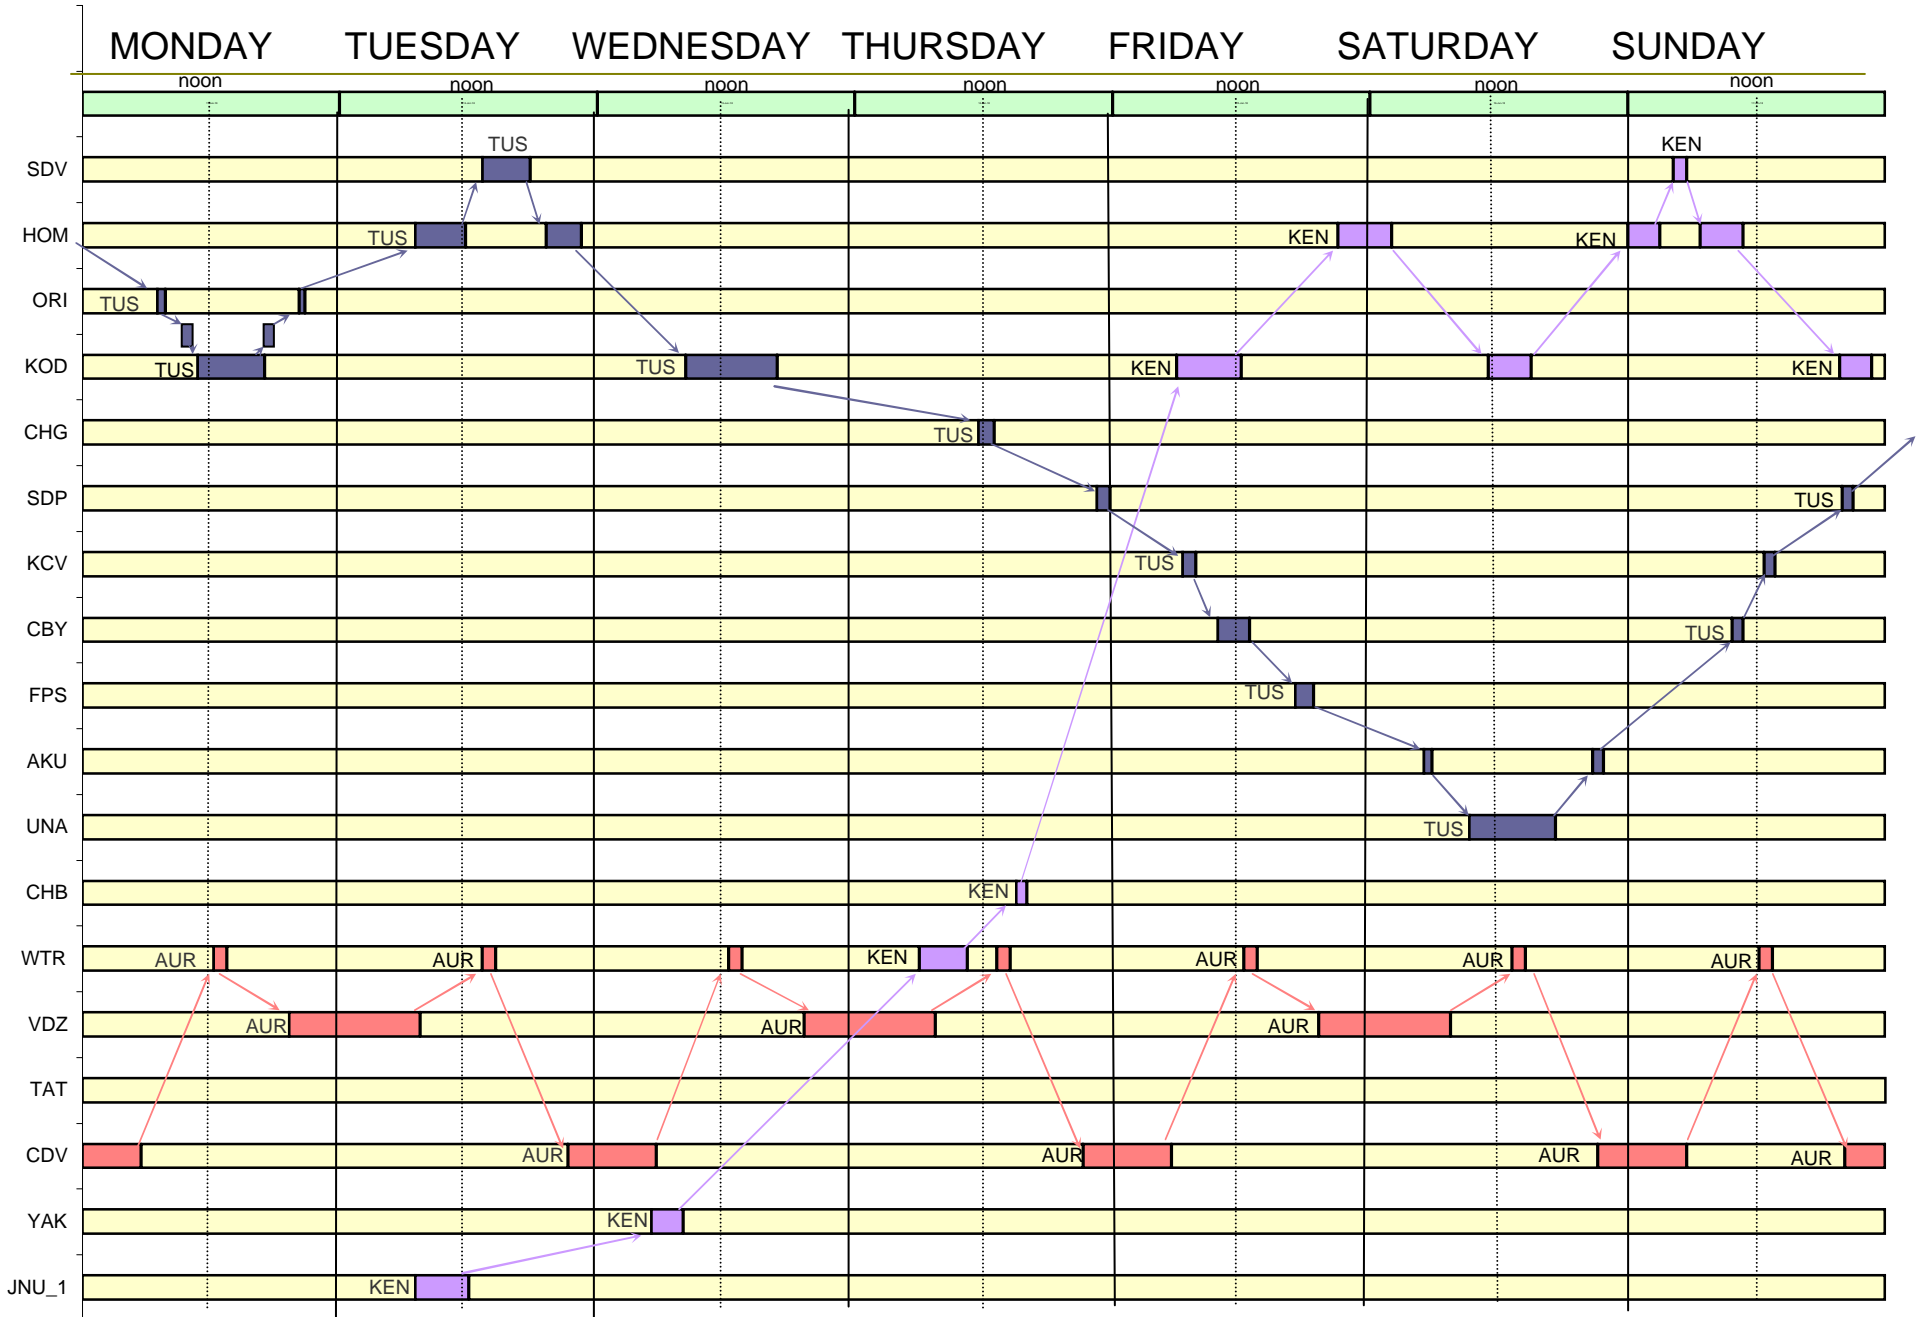 MONDAY TUESDAY WEDNESDAY THURSDAY FRIDAY SATURDAY SUNDAY
noon noon noon noon noon noon noon
TUS KEN
SDV
HOM TUS KEN KEN
ORI TUS
KOD TUS TUS KEN KEN
CHG TUS
SDP TUS
KCV TUS
CBY TUS
FPS TUS
AKU
UNA TUS
CHB KEN
WTR AUR AUR KEN AUR AUR AUR
VDZ AUR AUR AUR
TAT
CDV AUR AUR AUR AUR
YAK KEN
JNU_1 KEN